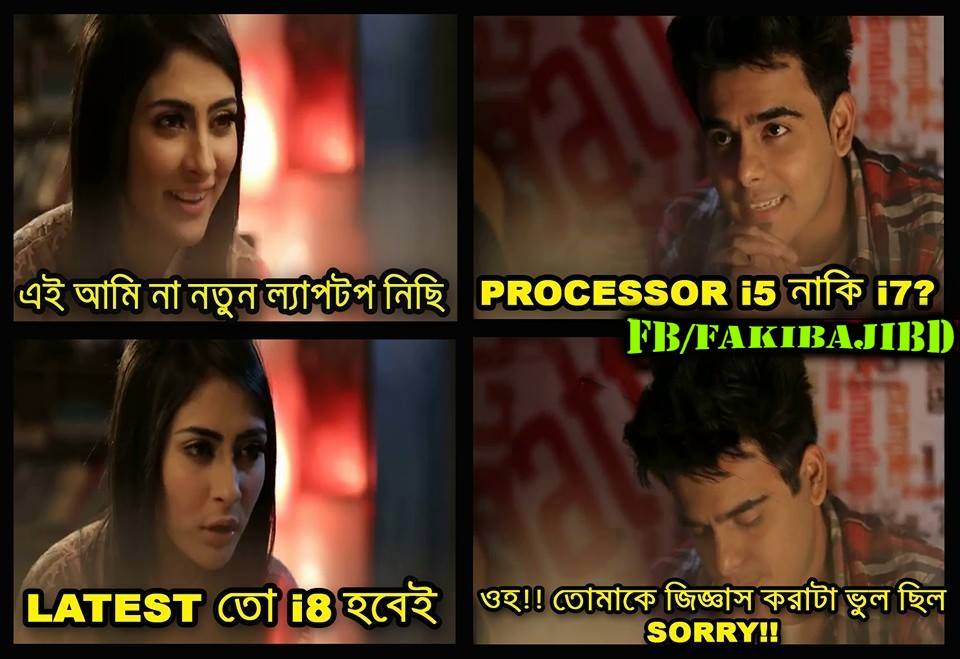 এই আমি না নতুন ল্যাপটপ নিছি
PROCESSOR i5 নাকি i7?
FB/FAKIBAJIBD
LATEST তো i8 হবেই
ওহ!! তোমাকে জিজ্ঞাস করাটা ভুল ছিল
SORRY!!